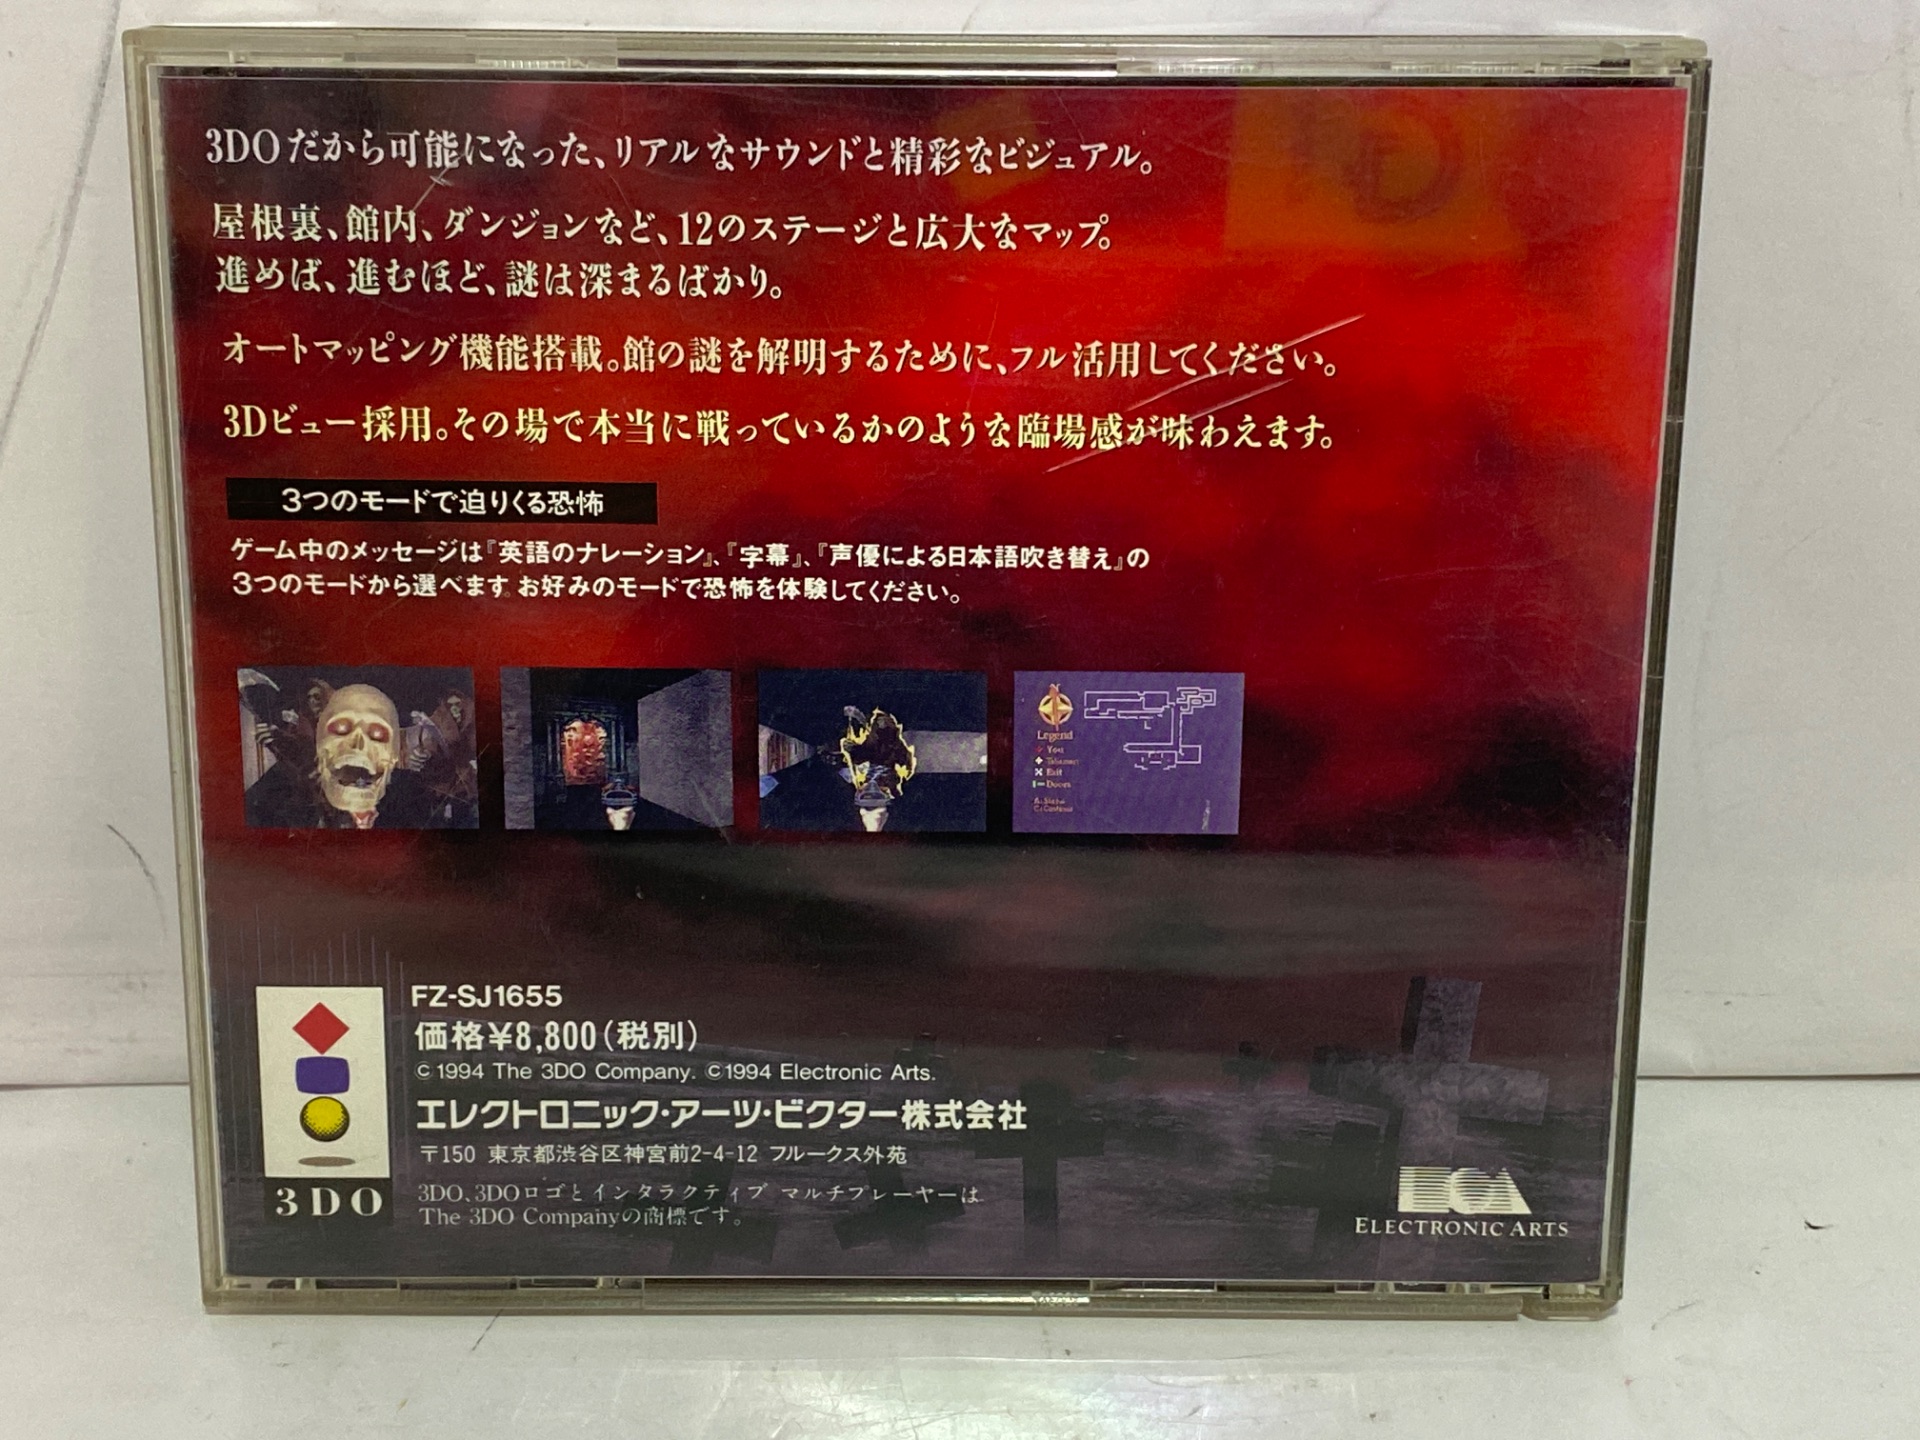 3DOだから可能になった、リアルなサウンドと精彩なビジュアル。
屋根裏、館内、ダンジョンなど、12のステージと広大なマップ。
進めば、進むほど、謎は深まるばかり。
オートマッピング機能搭載。館の謎を解明するために、フル活用してください。
3Dビュー採用。その場で本当に戦っているかのような臨場感が味わえます。
3つのモードで迫りくる恐怖
ゲーム中のメッセージは『英語のナレーション』、『字幕』、『声優による日本語吹き替え』の
3つのモードから選べます。お好みのモードで恐怖を体験してください。
Legend
You
Exit
Doors
FZ-SJ1655
価格¥8,800(税別)
©1994 The 3DO Company. ©1994 Electronic Arts.
エレクトロニック・アーツ・ビクター株式会社
〒150 東京都渋谷区神宮前2-4-12 フルークス外苑
3DO、3DOロゴとインタラクティブ マルチプレーヤーは
The 3DO Companyの商標です。
3DO
EA
ELECTRONIC ARTS